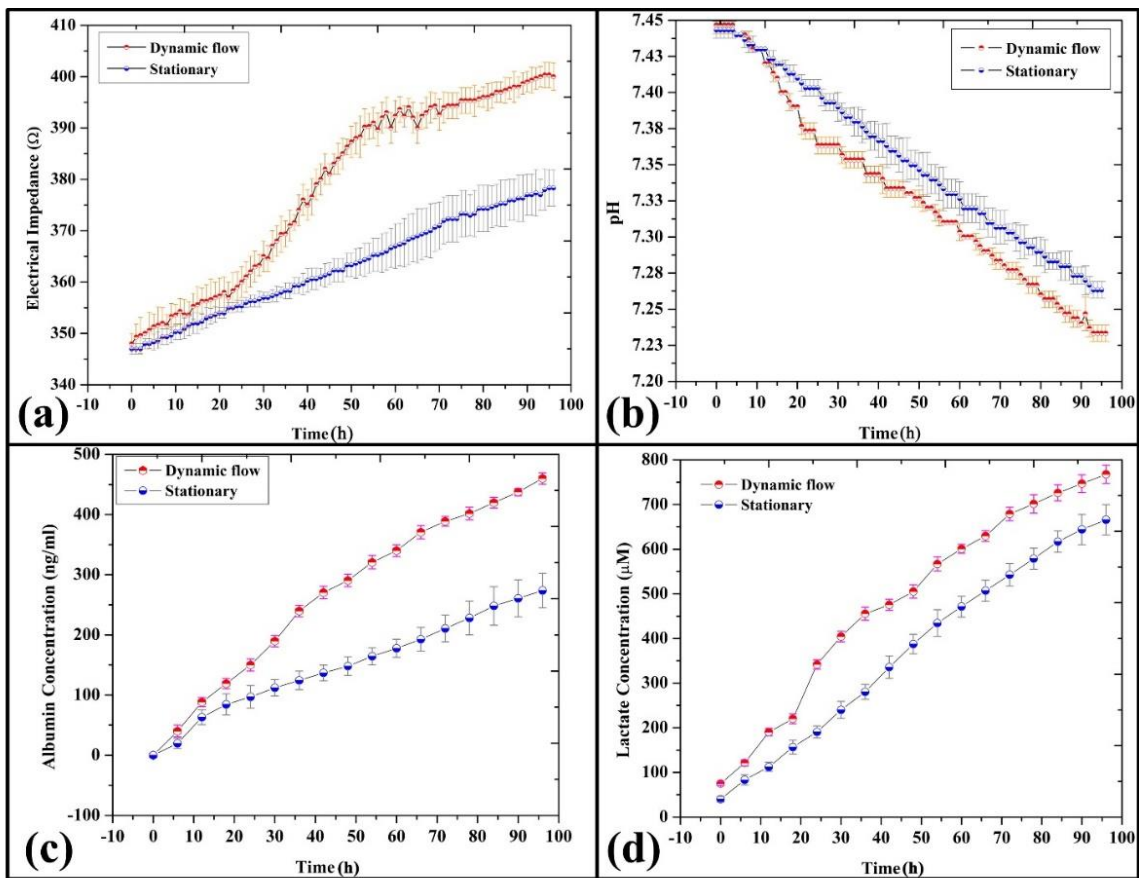 410
400
390
380
370
360
350
340
Electrical Impedance (Ω)
Dynamic flow
Stationary
-10 0 10 20 30 40 50 60 70 80 90 100
Time (h)
(a)
7.45
7.43
7.40
7.38
7.35
7.33
7.30
7.28
7.25
7.23
7.20
pH
Dynamic flow
Stationary
-10 0 10 20 30 40 50 60 70 80 90 100
Time (h)
(b)
500
400
300
200
100
0
-100
Albumin Concentration (ng/ml)
Dynamic flow
Stationary
-10 0 10 20 30 40 50 60 70 80 90 100
Time (h)
(c)
800
700
600
500
400
300
200
100
0
Lactate Concentration (μM)
Dynamic flow
Stationary
-10 0 10 20 30 40 50 60 70 80 90 100
Time (h)
(d)